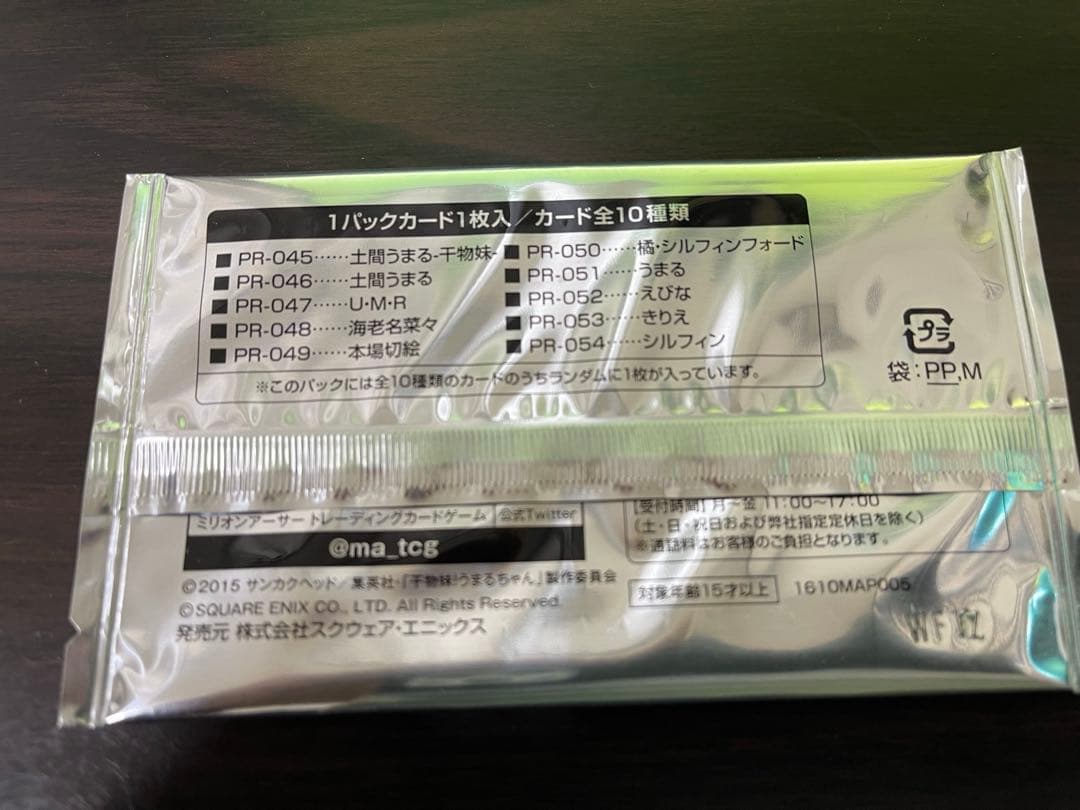 1パックカード1枚入／カード全10種類
■ PR-045……土間うまる-干物妹-
■ PR-046……土間うまる
■ PR-047……U・M・R
■ PR-048……海老名菜々
■ PR-049……本場切絵
■ PR-050……橘・シルフィンフォード
■ PR-051……うまる
■ PR-052……えびな
■ PR-053……きりえ
■ PR-054……シルフィン
※このパックには全10種類のカードのうちランダムに1枚が入っています。
プラ
袋：PP,M
ミリオンアーサー トレーディングカードゲーム 公式Twitter
@ma_tcg
©2015 サンカクヘッド／集英社・「干物妹!うまるちゃん」製作委員会
©SQUARE ENIX CO., LTD. All Rights Reserved.
発売元 株式会社スクウェア・エニックス
[受付時間] 月〜金 11:00〜17:00
(土・日・祝日および弊社指定定休日を除く)
※通話料はお客様のご負担となります。
対象年齢15才以上
1610MAP005